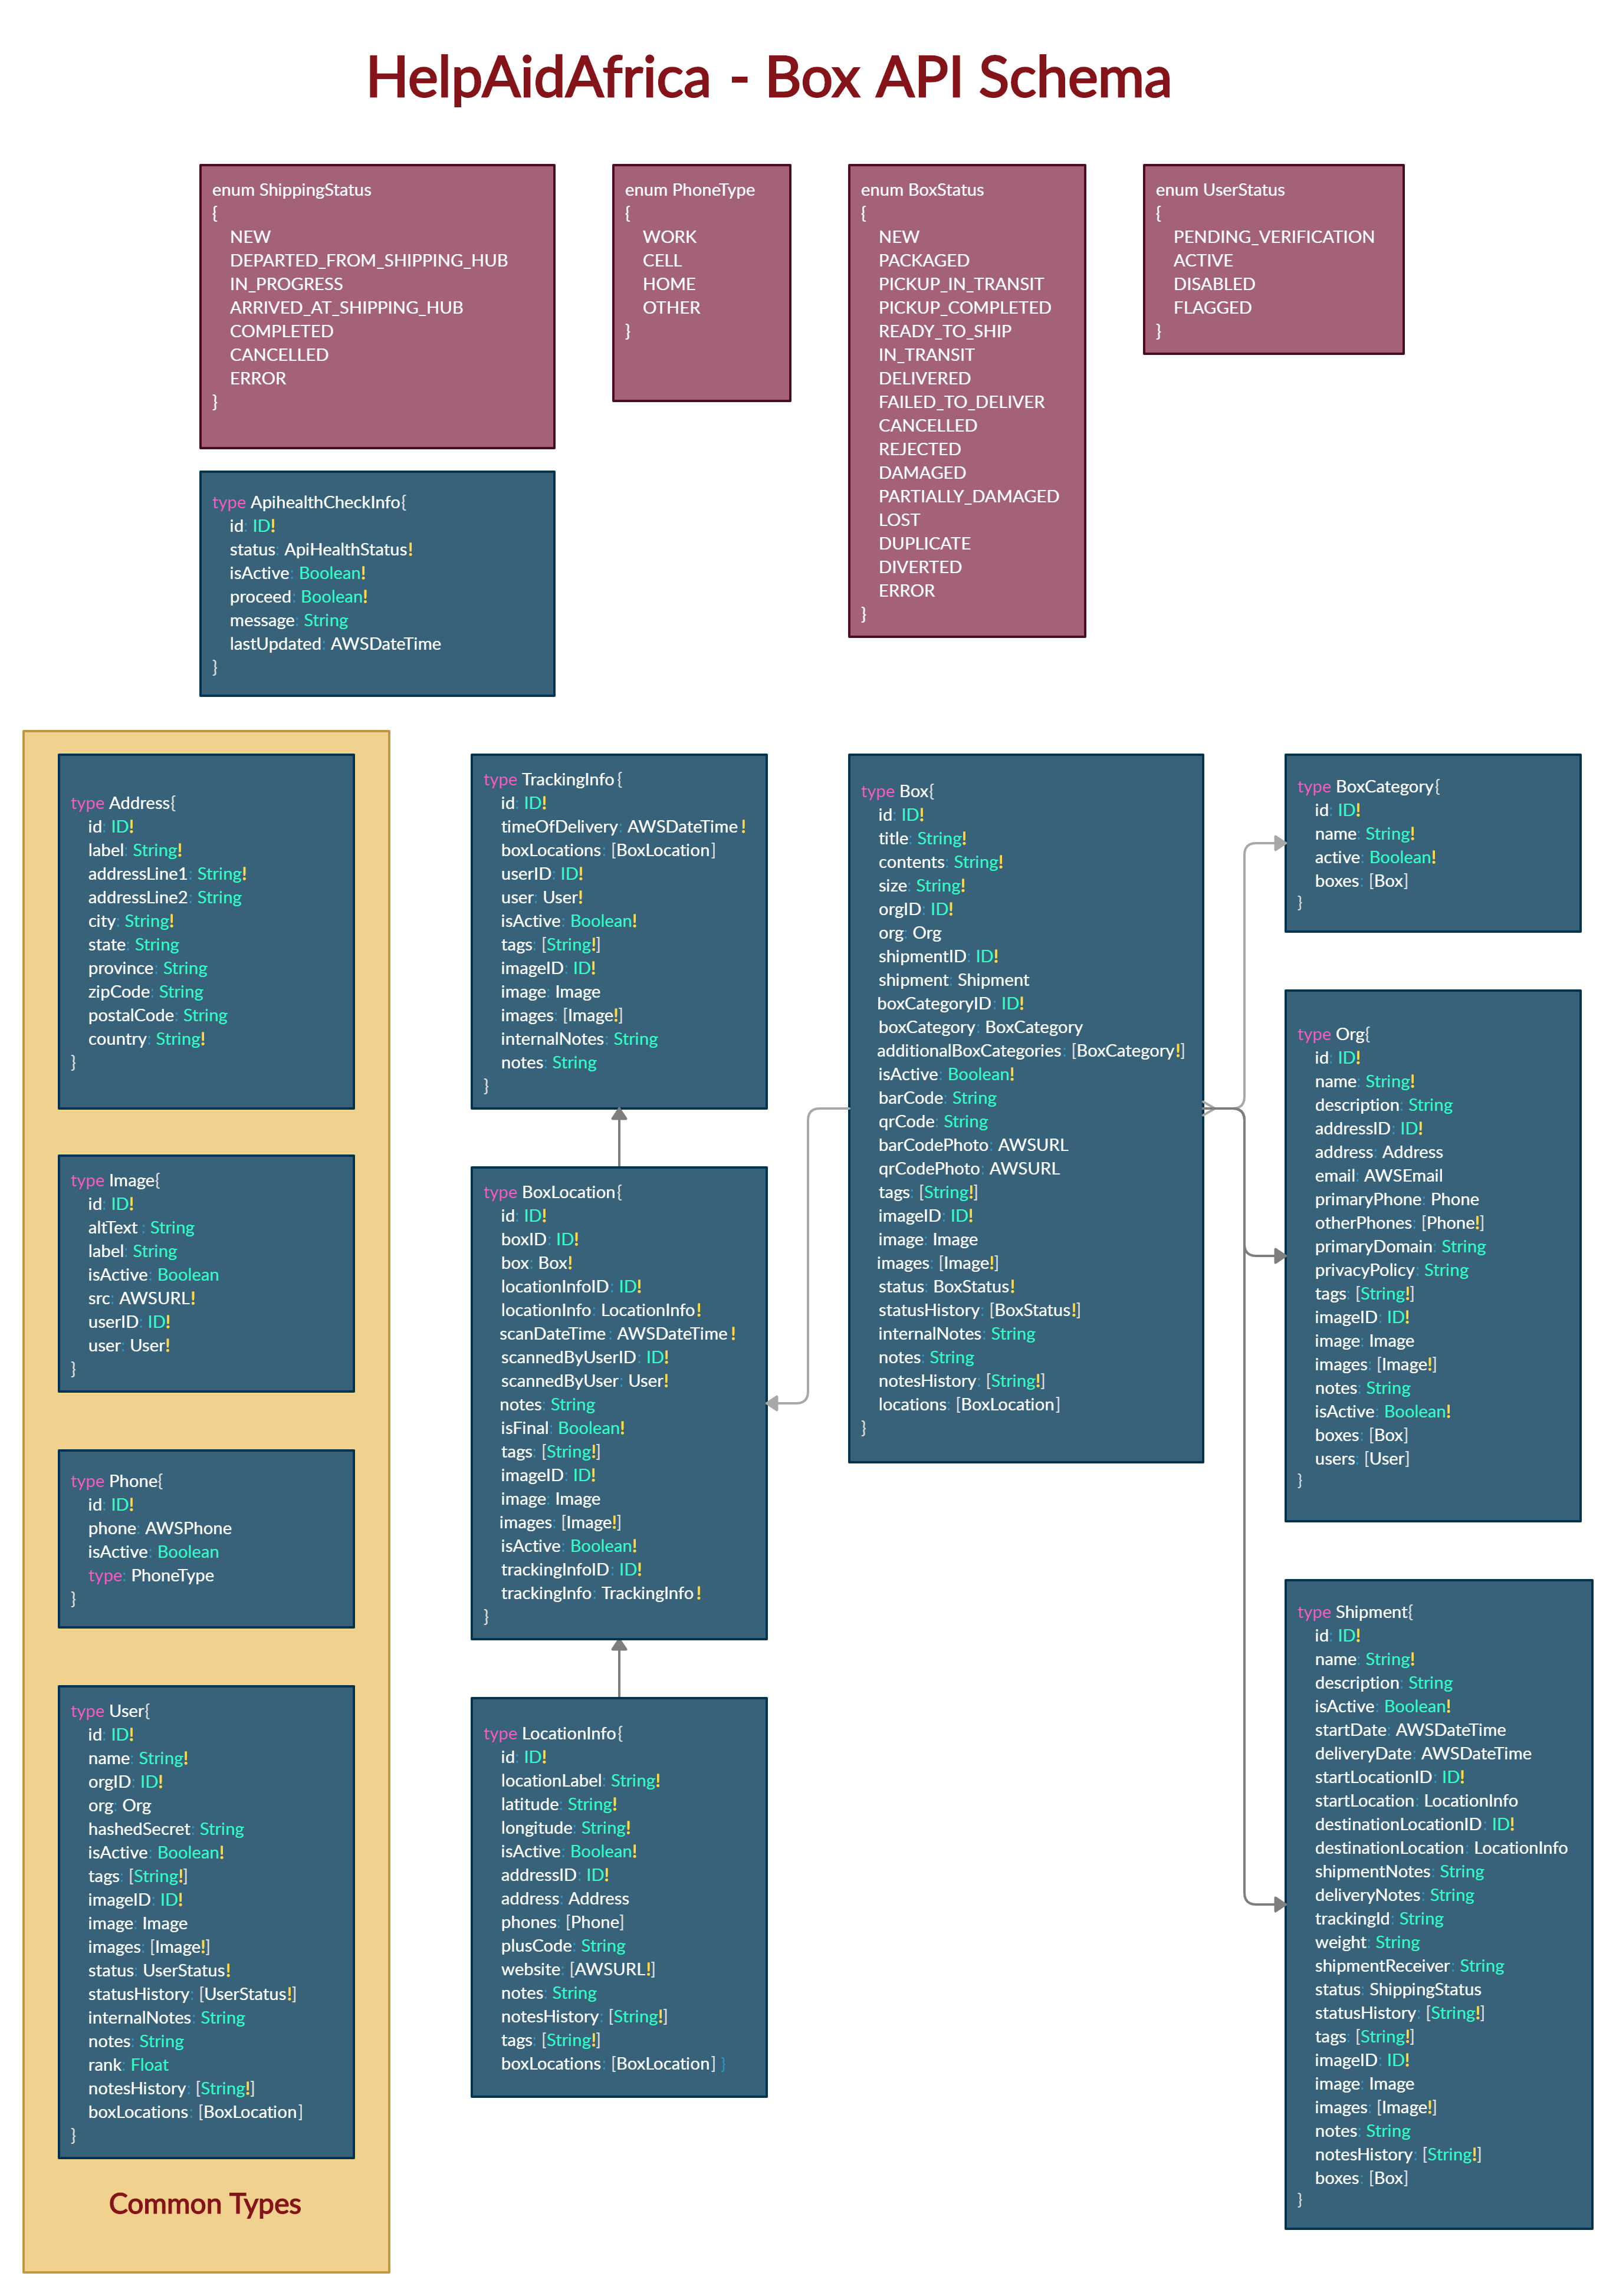 HelpAidAfrica - Box API Schema
enum ShippingStatus
{
NEW
DEPARTED_FROM_SHIPPING_HUB
IN_PROGRESS
ARRIVED_AT_SHIPPING_HUB
COMPLETED
CANCELLED
ERROR
}
enum PhoneType
{
WORK
CELL
HOME
OTHER
}
enum BoxStatus
{
NEW
PACKAGED
PICKUP_IN_TRANSIT
PICKUP_COMPLETED
READY_TO_SHIP
IN_TRANSIT
DELIVERED
FAILED_TO_DELIVER
CANCELLED
REJECTED
DAMAGED
PARTIALLY_DAMAGED
LOST
DUPLICATE
DIVERTED
ERROR
}
enum UserStatus
{
PENDING_VERIFICATION
ACTIVE
DISABLED
FLAGGED
}
type ApihealthCheckInfo{
id: ID!
status: ApiHealthStatus!
isActive: Boolean!
proceed: Boolean!
message: String
lastUpdated: AWSDateTime
}
type Address{
id: ID!
label: String!
addressLine1: String!
addressLine2: String
city: String!
state: String
province: String
zipCode: String
postalCode: String
country: String!
}
type Image{
id: ID!
altText : String
label: String
isActive: Boolean
src: AWSURL!
userID: ID!
user: User!
}
type Phone{
id: ID!
phone: AWSPhone
isActive: Boolean
type: PhoneType
}
type User{
id: ID!
name: String!
orgID: ID!
org: Org
hashedSecret: String
isActive: Boolean!
tags: [String!]
imageID: ID!
image: Image
images: [Image!]
status: UserStatus!
statusHistory: [UserStatus!]
internalNotes: String
notes: String
rank: Float
notesHistory: [String!]
boxLocations: [BoxLocation]
}
Common Types
type TrackingInfo{
id: ID!
timeOfDelivery: AWSDateTime!
boxLocations: [BoxLocation]
userID: ID!
user: User!
isActive: Boolean!
tags: [String!]
imageID: ID!
image: Image
images: [Image!]
internalNotes: String
notes: String
}
type BoxLocation{
id: ID!
boxID: ID!
box: Box!
locationInfoID: ID!
locationInfo: LocationInfo!
scanDateTime: AWSDateTime!
scannedByUserID: ID!
scannedByUser: User!
notes: String
isFinal: Boolean!
tags: [String!]
imageID: ID!
image: Image
images: [Image!]
isActive: Boolean!
trackingInfoID: ID!
trackingInfo: TrackingInfo!
}
type LocationInfo{
id: ID!
locationLabel: String!
latitude: String!
longitude: String!
isActive: Boolean!
addressID: ID!
address: Address
phones: [Phone]
plusCode: String
website: [AWSURL!]
notes: String
notesHistory: [String!]
tags: [String!]
boxLocations: [BoxLocation] }
type Box{
id: ID!
title: String!
contents: String!
size: String!
orgID: ID!
org: Org
shipmentID: ID!
shipment: Shipment
boxCategoryID: ID!
boxCategory: BoxCategory
additionalBoxCategories: [BoxCategory!]
isActive: Boolean!
barCode: String
qrCode: String
barCodePhoto: AWSURL
qrCodePhoto: AWSURL
tags: [String!]
imageID: ID!
image: Image
images: [Image!]
status: BoxStatus!
statusHistory: [BoxStatus!]
internalNotes: String
notes: String
notesHistory: [String!]
locations: [BoxLocation]
}
type BoxCategory{
id: ID!
name: String!
active: Boolean!
boxes: [Box]
}
type Org{
id: ID!
name: String!
description: String
addressID: ID!
address: Address
email: AWSEmail
primaryPhone: Phone
otherPhones: [Phone!]
primaryDomain: String
privacyPolicy: String
tags: [String!]
imageID: ID!
image: Image
images: [Image!]
notes: String
isActive: Boolean!
boxes: [Box]
users: [User]
}
type Shipment{
id: ID!
name: String!
description: String
isActive: Boolean!
startDate: AWSDateTime
deliveryDate: AWSDateTime
startLocationID: ID!
startLocation: LocationInfo
destinationLocationID: ID!
destinationLocation: LocationInfo
shipmentNotes: String
deliveryNotes: String
trackingId: String
weight: String
shipmentReceiver: String
status: ShippingStatus
statusHistory: [String!]
tags: [String!]
imageID: ID!
image: Image
images: [Image!]
notes: String
notesHistory: [String!]
boxes: [Box]
}